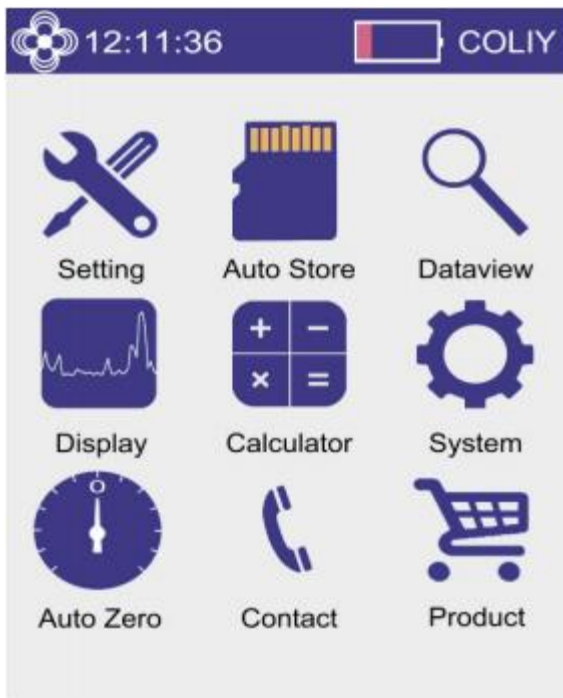 12:11:36 COLIY
Setting Auto Store Dataview
+ −
× =
Display Calculator System
O
Auto Zero Contact Product